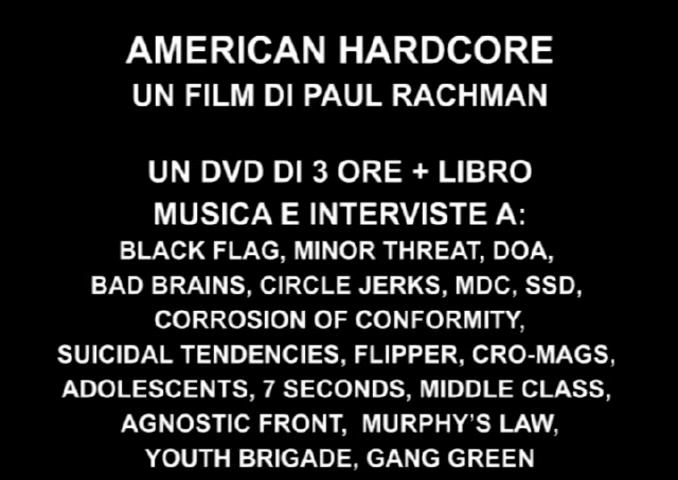 AMERICAN HARDCORE
UN FILM DI PAUL RACHMAN
UN DVD DI 3 ORE + LIBRO
MUSICA E INTERVISTE A:
BLACK FLAG, MINOR THREAT, DOA,
BAD BRAINS, CIRCLE JERKS, MDC, SSD,
CORROSION OF CONFORMITY,
SUICIDAL TENDENCIES, FLIPPER, CRO-MAGS,
ADOLESCENTS, 7 SECONDS, MIDDLE CLASS,
AGNOSTIC FRONT, MURPHY'S LAW,
YOUTH BRIGADE, GANG GREEN